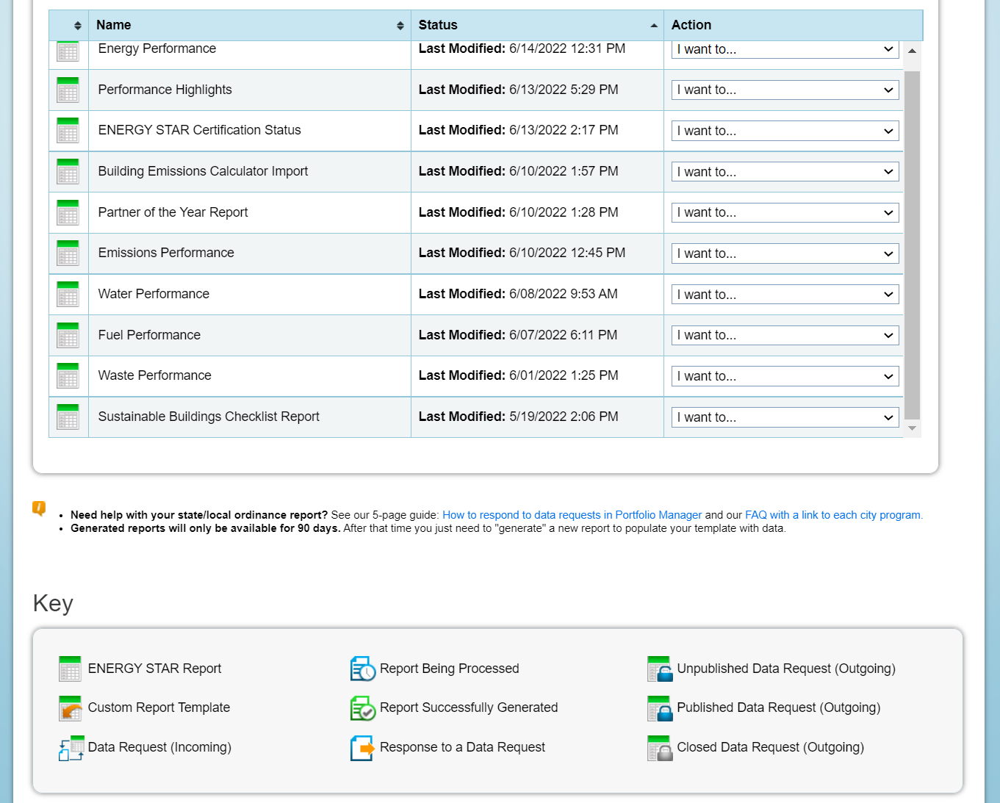 Name Status Action
Energy Performance Last Modified: 6/14/2022 12:31 PM I want to...
Performance Highlights Last Modified: 6/13/2022 5:29 PM I want to...
ENERGY STAR Certification Status Last Modified: 6/13/2022 2:17 PM I want to...
Building Emissions Calculator Import Last Modified: 6/10/2022 1:57 PM I want to...
Partner of the Year Report Last Modified: 6/10/2022 1:28 PM I want to...
Emissions Performance Last Modified: 6/10/2022 12:45 PM I want to...
Water Performance Last Modified: 6/08/2022 9:53 AM I want to...
Fuel Performance Last Modified: 6/07/2022 6:11 PM I want to...
Waste Performance Last Modified: 6/01/2022 1:25 PM I want to...
Sustainable Buildings Checklist Report Last Modified: 5/19/2022 2:06 PM I want to...
• Need help with your state/local ordinance report? See our 5-page guide: How to respond to data requests in Portfolio Manager and our FAQ with a link to each city program.
• Generated reports will only be available for 90 days. After that time you just need to "generate" a new report to populate your template with data.
Key
ENERGY STAR Report Report Being Processed Unpublished Data Request (Outgoing)
Custom Report Template Report Successfully Generated Published Data Request (Outgoing)
Data Request (Incoming) Response to a Data Request Closed Data Request (Outgoing)